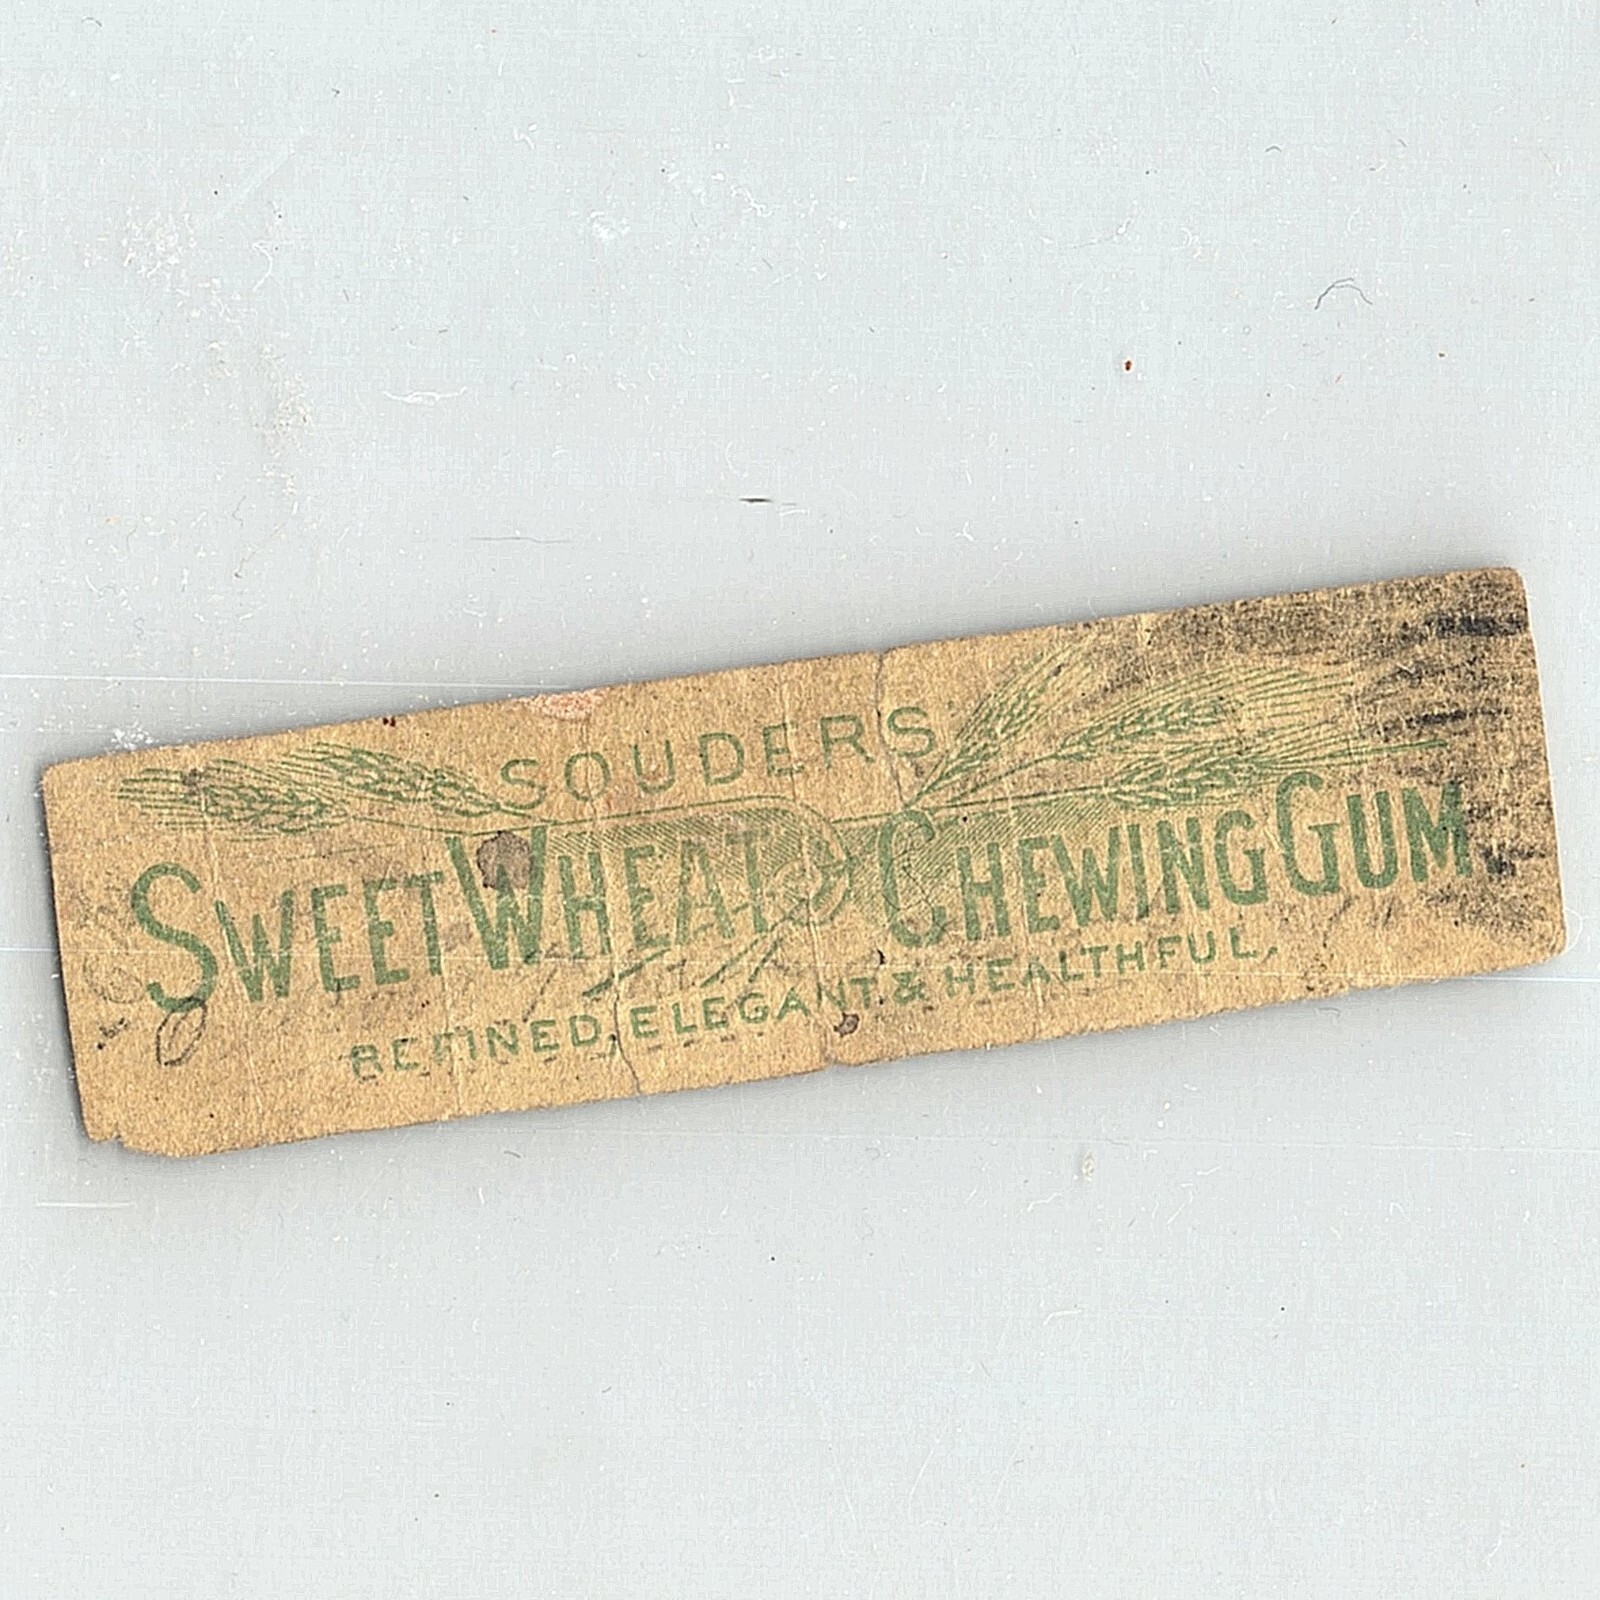 SOUDERS'
SWEET WHEAT CHEWING GUM
REFINED, ELEGANT & HEALTHFUL.